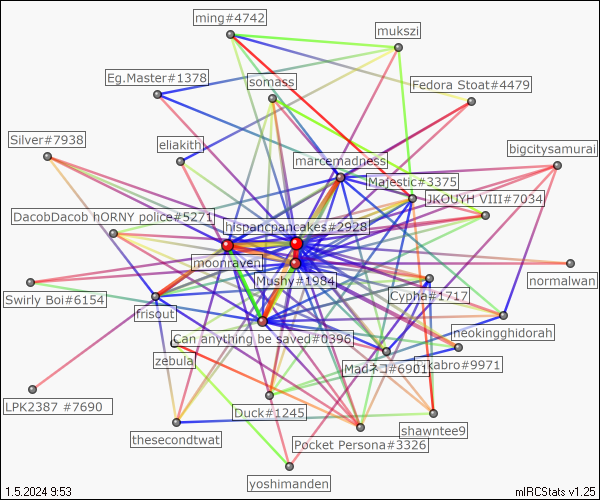 ming#4742
mukszi
Eg.Master#1378
somass
Fedora Stoat#4479
Silver#7938
eliakith
bigcitysamurai
marcemadness
Majestic#3375
JKOUYH VIII#7034
DacobDacob hORNY police#5271
hispancpancakes#2928
moonraven
Mushy#1984
normalwan
Swirly Boi#6154
Cypha#1717
frisout
neokingghidorah
Can anything be saved#0396
zebula
Madネコ#6901
kabro#9971
LPK2387 #7690
Duck#1245
shawntee9
thesecondtwat
Pocket Persona#3326
yoshimanden
1.5.2024 9:53
mIRCStats v1.25